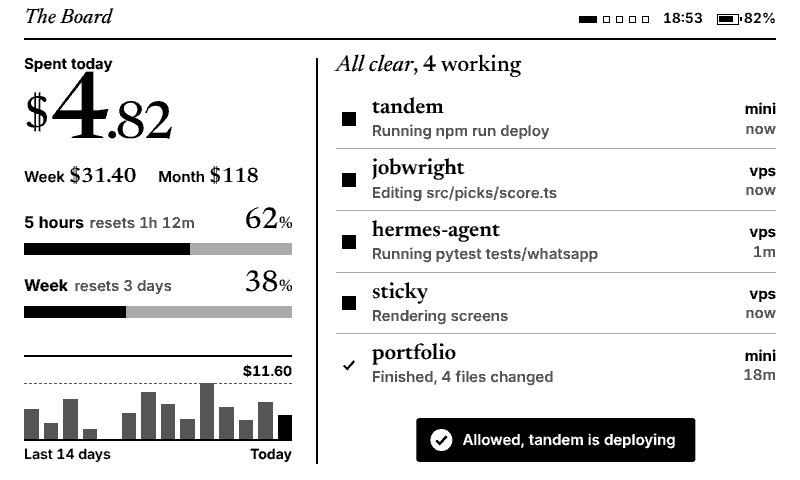 The Board
18:53 82%
Spent today
$4.82
Week $31.40 Month $118
5 hours resets 1h 12m 62%
Week resets 3 days 38%
$11.60
Last 14 days Today
All clear, 4 working
tandem mini
Running npm run deploy now
jobwright vps
Editing src/picks/score.ts now
hermes-agent vps
Running pytest tests/whatsapp 1m
sticky vps
Rendering screens now
portfolio mini
Finished, 4 files changed 18m
Allowed, tandem is deploying